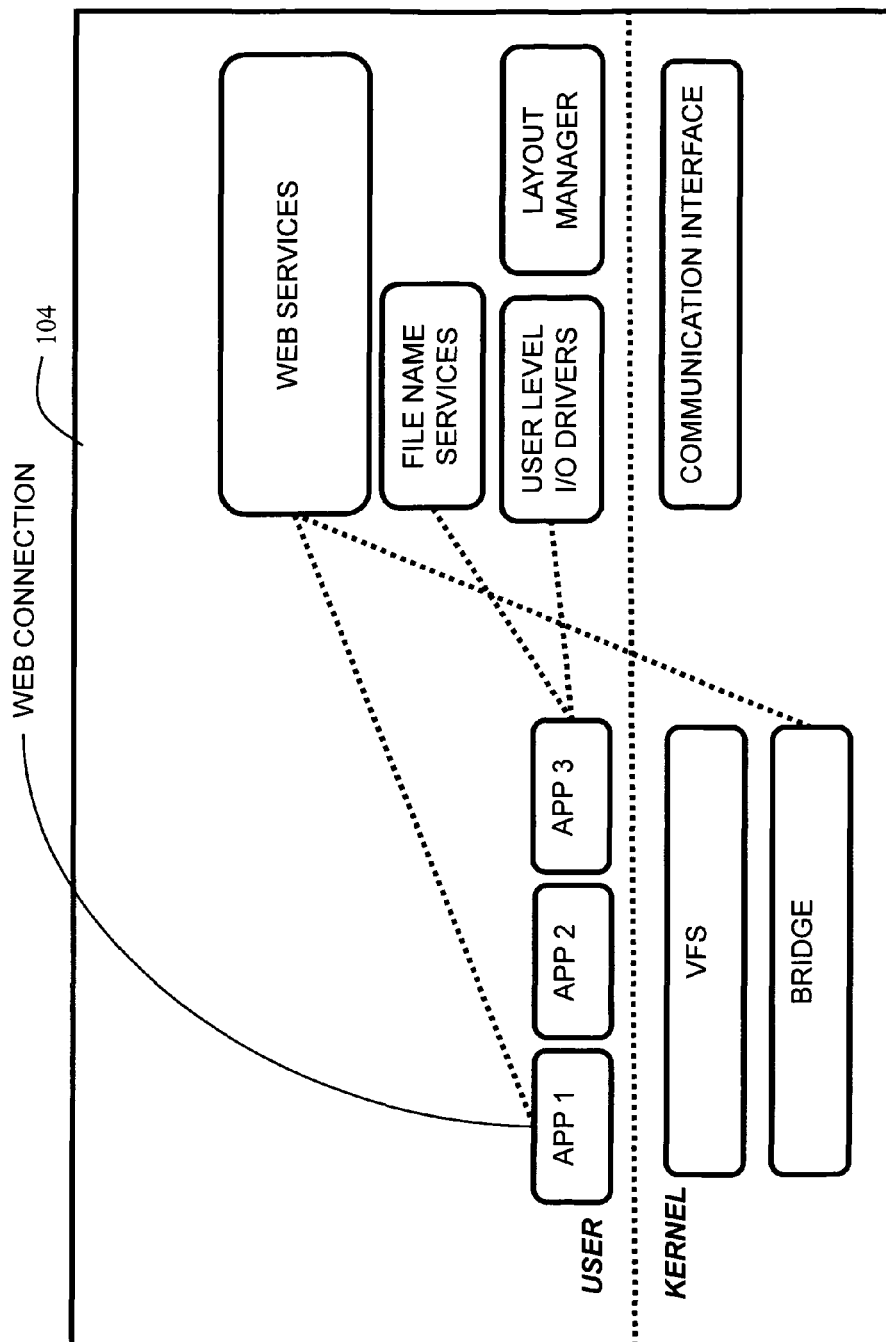 WEB CONNECTION
104
WEB SERVICES
FILE NAME
SERVICES
USER LEVEL
I/O DRIVERS
LAYOUT
MANAGER
APP 1
APP 2
APP 3
USER
KERNEL
VFS
BRIDGE
COMMUNICATION INTERFACE